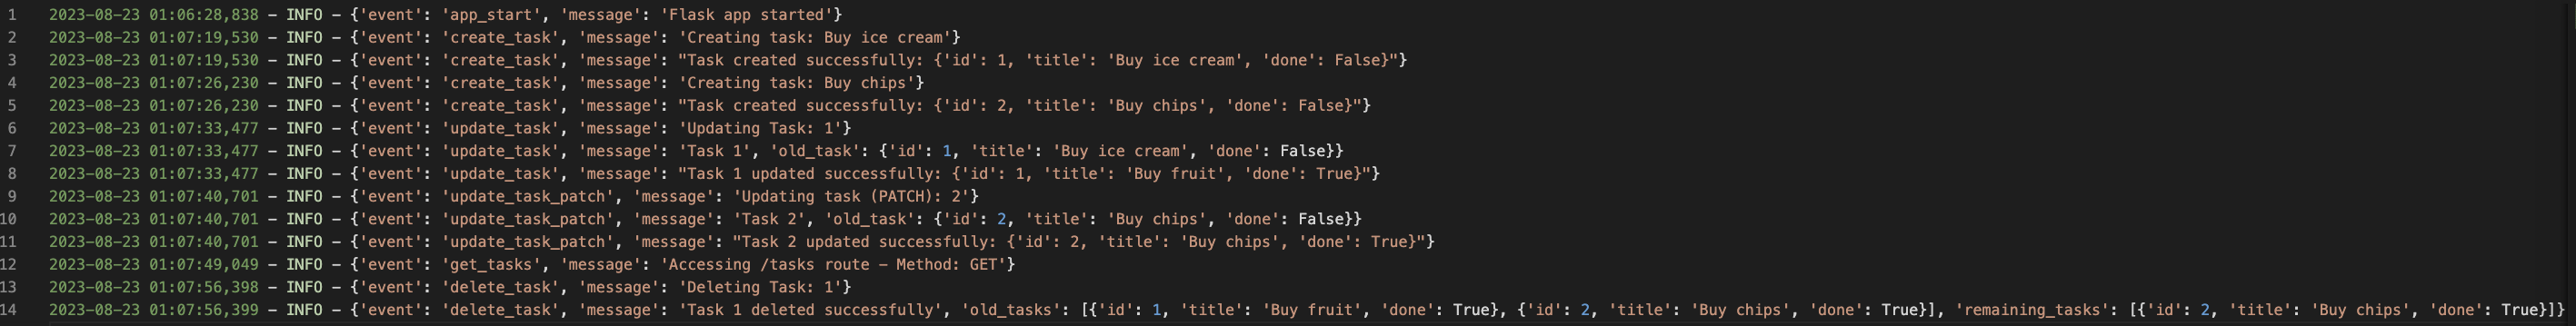 1 2023-08-23 01:06:28,838 – INFO – {'event': 'app_start', 'message': 'Flask app started'}
2 2023-08-23 01:07:19,530 – INFO – {'event': 'create_task', 'message': 'Creating task: Buy ice cream'}
3 2023-08-23 01:07:19,530 – INFO – {'event': 'create_task', 'message': "Task created successfully: {'id': 1, 'title': 'Buy ice cream', 'done': False}"}
4 2023-08-23 01:07:26,230 – INFO – {'event': 'create_task', 'message': 'Creating task: Buy chips'}
5 2023-08-23 01:07:26,230 – INFO – {'event': 'create_task', 'message': "Task created successfully: {'id': 2, 'title': 'Buy chips', 'done': False}"}
6 2023-08-23 01:07:33,477 – INFO – {'event': 'update_task', 'message': 'Updating Task: 1'}
7 2023-08-23 01:07:33,477 – INFO – {'event': 'update_task', 'message': 'Task 1', 'old_task': {'id': 1, 'title': 'Buy ice cream', 'done': False}}
8 2023-08-23 01:07:33,477 – INFO – {'event': 'update_task', 'message': "Task 1 updated successfully: {'id': 1, 'title': 'Buy fruit', 'done': True}"}
9 2023-08-23 01:07:40,701 – INFO – {'event': 'update_task_patch', 'message': 'Updating task (PATCH): 2'}
10 2023-08-23 01:07:40,701 – INFO – {'event': 'update_task_patch', 'message': 'Task 2', 'old_task': {'id': 2, 'title': 'Buy chips', 'done': False}}
11 2023-08-23 01:07:40,701 – INFO – {'event': 'update_task_patch', 'message': "Task 2 updated successfully: {'id': 2, 'title': 'Buy chips', 'done': True}"}
12 2023-08-23 01:07:49,049 – INFO – {'event': 'get_tasks', 'message': 'Accessing /tasks route – Method: GET'}
13 2023-08-23 01:07:56,398 – INFO – {'event': 'delete_task', 'message': 'Deleting Task: 1'}
14 2023-08-23 01:07:56,399 – INFO – {'event': 'delete_task', 'message': 'Task 1 deleted successfully', 'old_tasks': [{'id': 1, 'title': 'Buy fruit', 'done': True}, {'id': 2, 'title': 'Buy chips', 'done': True}], 'remaining_tasks': [{'id': 2, 'title': 'Buy chips', 'done': True}]}